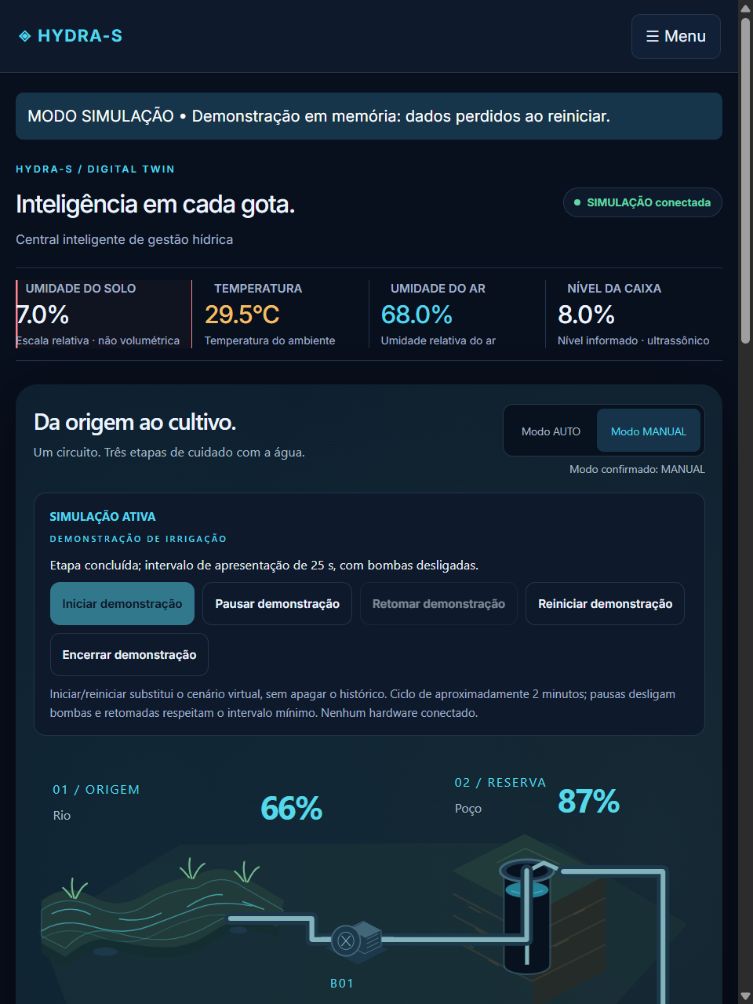 HYDRA-S
☰ Menu
MODO SIMULAÇÃO • Demonstração em memória: dados perdidos ao reiniciar.
HYDRA-S / DIGITAL TWIN
Inteligência em cada gota.
SIMULAÇÃO conectada
Central inteligente de gestão hídrica
UMIDADE DO SOLO
7.0%
Escala relativa · não volumétrica
TEMPERATURA
29.5°C
Temperatura do ambiente
UMIDADE DO AR
68.0%
Umidade relativa do ar
NÍVEL DA CAIXA
8.0%
Nível informado · ultrassônico
Da origem ao cultivo.
Um circuito. Três etapas de cuidado com a água.
Modo AUTO
Modo MANUAL
Modo confirmado: MANUAL
SIMULAÇÃO ATIVA
DEMONSTRAÇÃO DE IRRIGAÇÃO
Etapa concluída; intervalo de apresentação de 25 s, com bombas desligadas.
Iniciar demonstração
Pausar demonstração
Retomar demonstração
Reiniciar demonstração
Encerrar demonstração
Iniciar/reiniciar substitui o cenário virtual, sem apagar o histórico. Ciclo de aproximadamente 2 minutos; pausas desligam
bombas e retomadas respeitam o intervalo mínimo. Nenhum hardware conectado.
01 / ORIGEM
Rio
66%
02 / RESERVA
Poço
87%
B01